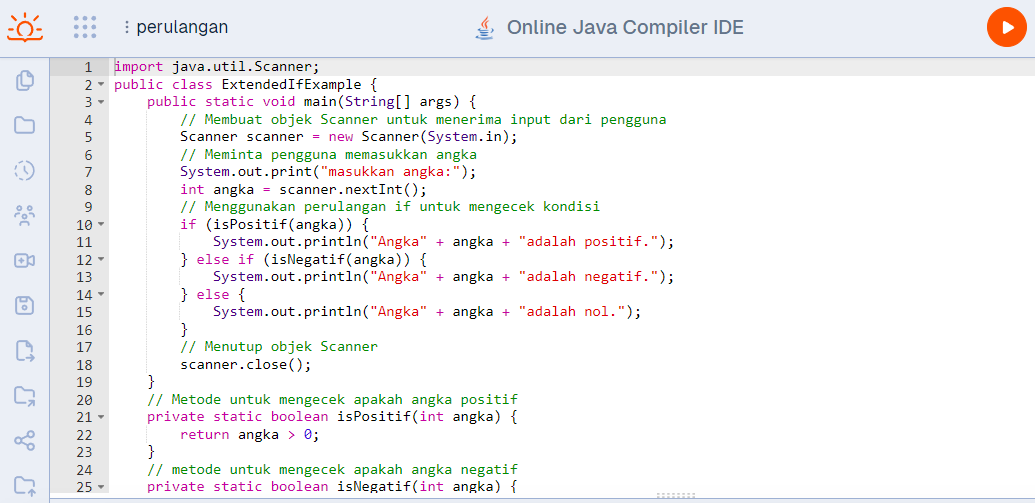 perulangan
Online Java Compiler IDE
1 import java.util.Scanner;
2 public class ExtendedIfExample {
3     public static void main(String[] args) {
4         // Membuat objek Scanner untuk menerima input dari pengguna
5         Scanner scanner = new Scanner(System.in);
6         // Meminta pengguna memasukkan angka
7         System.out.print("masukkan angka:");
8         int angka = scanner.nextInt();
9         // Menggunakan perulangan if untuk mengecek kondisi
10         if (isPositif(angka)) {
11             System.out.println("Angka" + angka + "adalah positif.");
12         } else if (isNegatif(angka)) {
13             System.out.println("Angka" + angka + "adalah negatif.");
14         } else {
15             System.out.println("Angka" + angka + "adalah nol.");
16         }
17         // Menutup objek Scanner
18         scanner.close();
19     }
20     // Metode untuk mengecek apakah angka positif
21     private static boolean isPositif(int angka) {
22         return angka > 0;
23     }
24     // metode untuk mengecek apakah angka negatif
25     private static boolean isNegatif(int angka) {